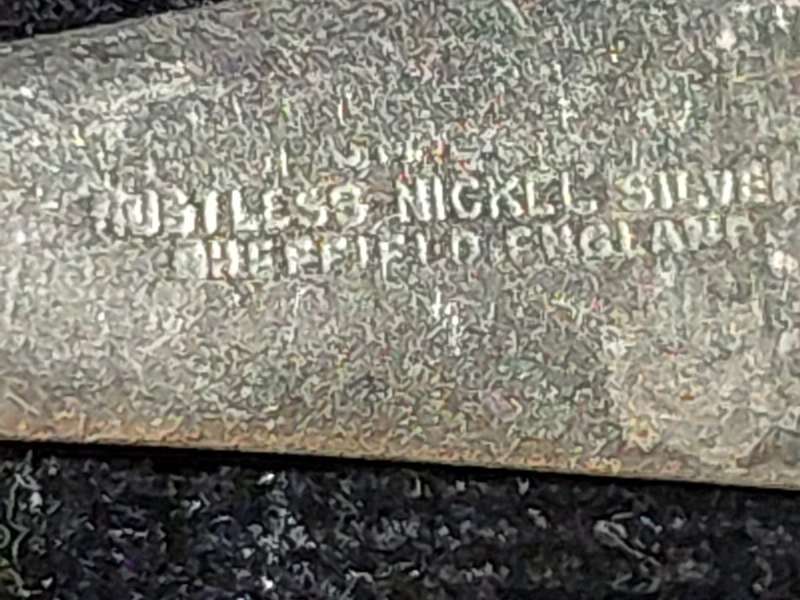 RUSTLESS NICKEL SILVER
SHEFFIELD ENGLAND